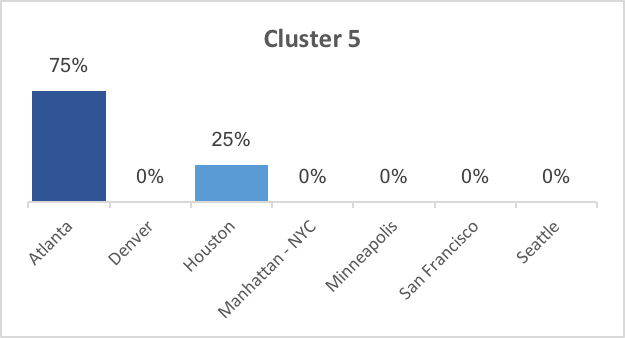 Cluster 5
75%
0%
25%
0%
0%
0%
0%
Atlanta
Denver
Houston
Manhattan - NYC
Minneapolis
San Francisco
Seattle